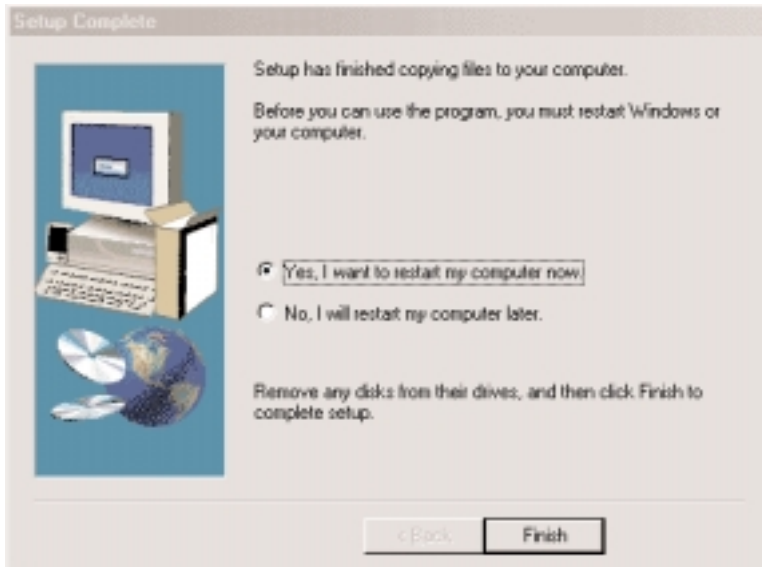 Setup Complete
Setup has finished copying files to your computer.
Before you can use the program, you must restart Windows or
your computer.
Yes, I want to restart my computer now.
No, I will restart my computer later.
Remove any disks from their drives, and then click Finish to
complete setup.
< Back
Finish